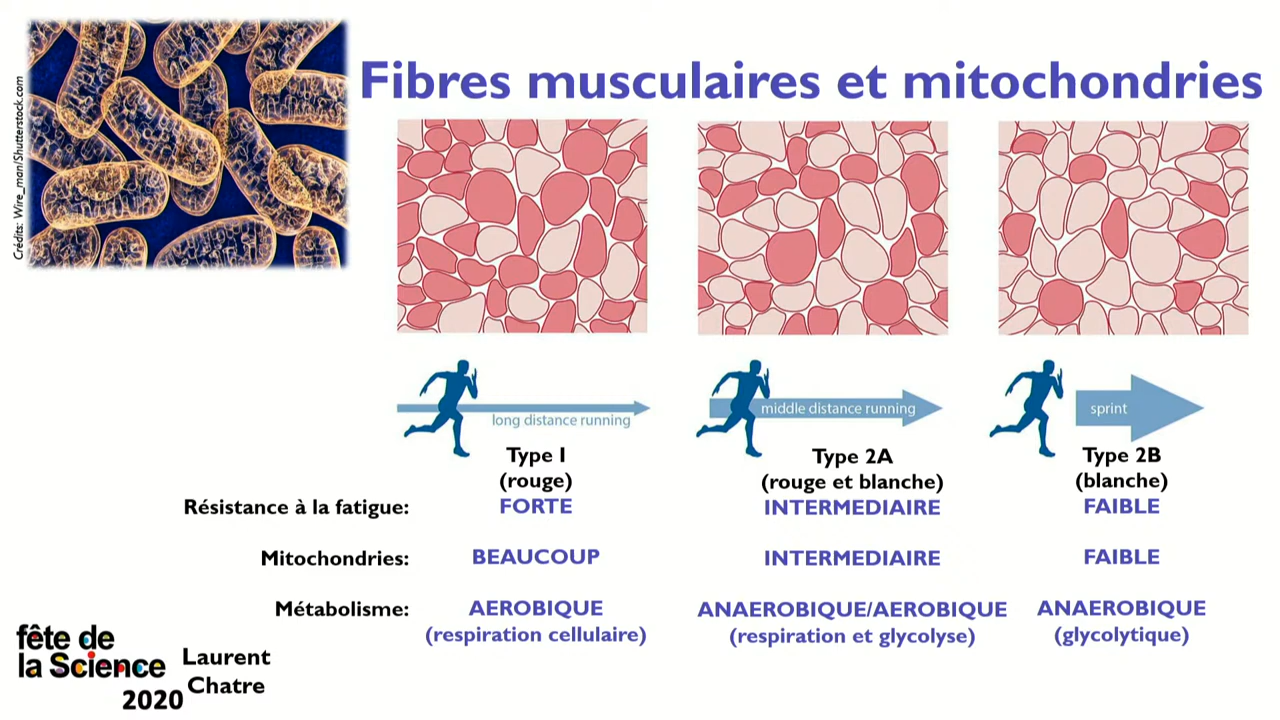 Crédits: Wire_man/Shutterstock.com
Fibres musculaires et mitochondries
long distance running
middle distance running
sprint
Type I
(rouge)
Type 2A
(rouge et blanche)
Type 2B
(blanche)
Résistance à la fatigue: FORTE INTERMEDIAIRE FAIBLE
Mitochondries: BEAUCOUP INTERMEDIAIRE FAIBLE
Métabolisme: AEROBIQUE ANAEROBIQUE/AEROBIQUE ANAEROBIQUE
(respiration cellulaire) (respiration et glycolyse) (glycolytique)
fête de
la Science
2020
Laurent
Chatre